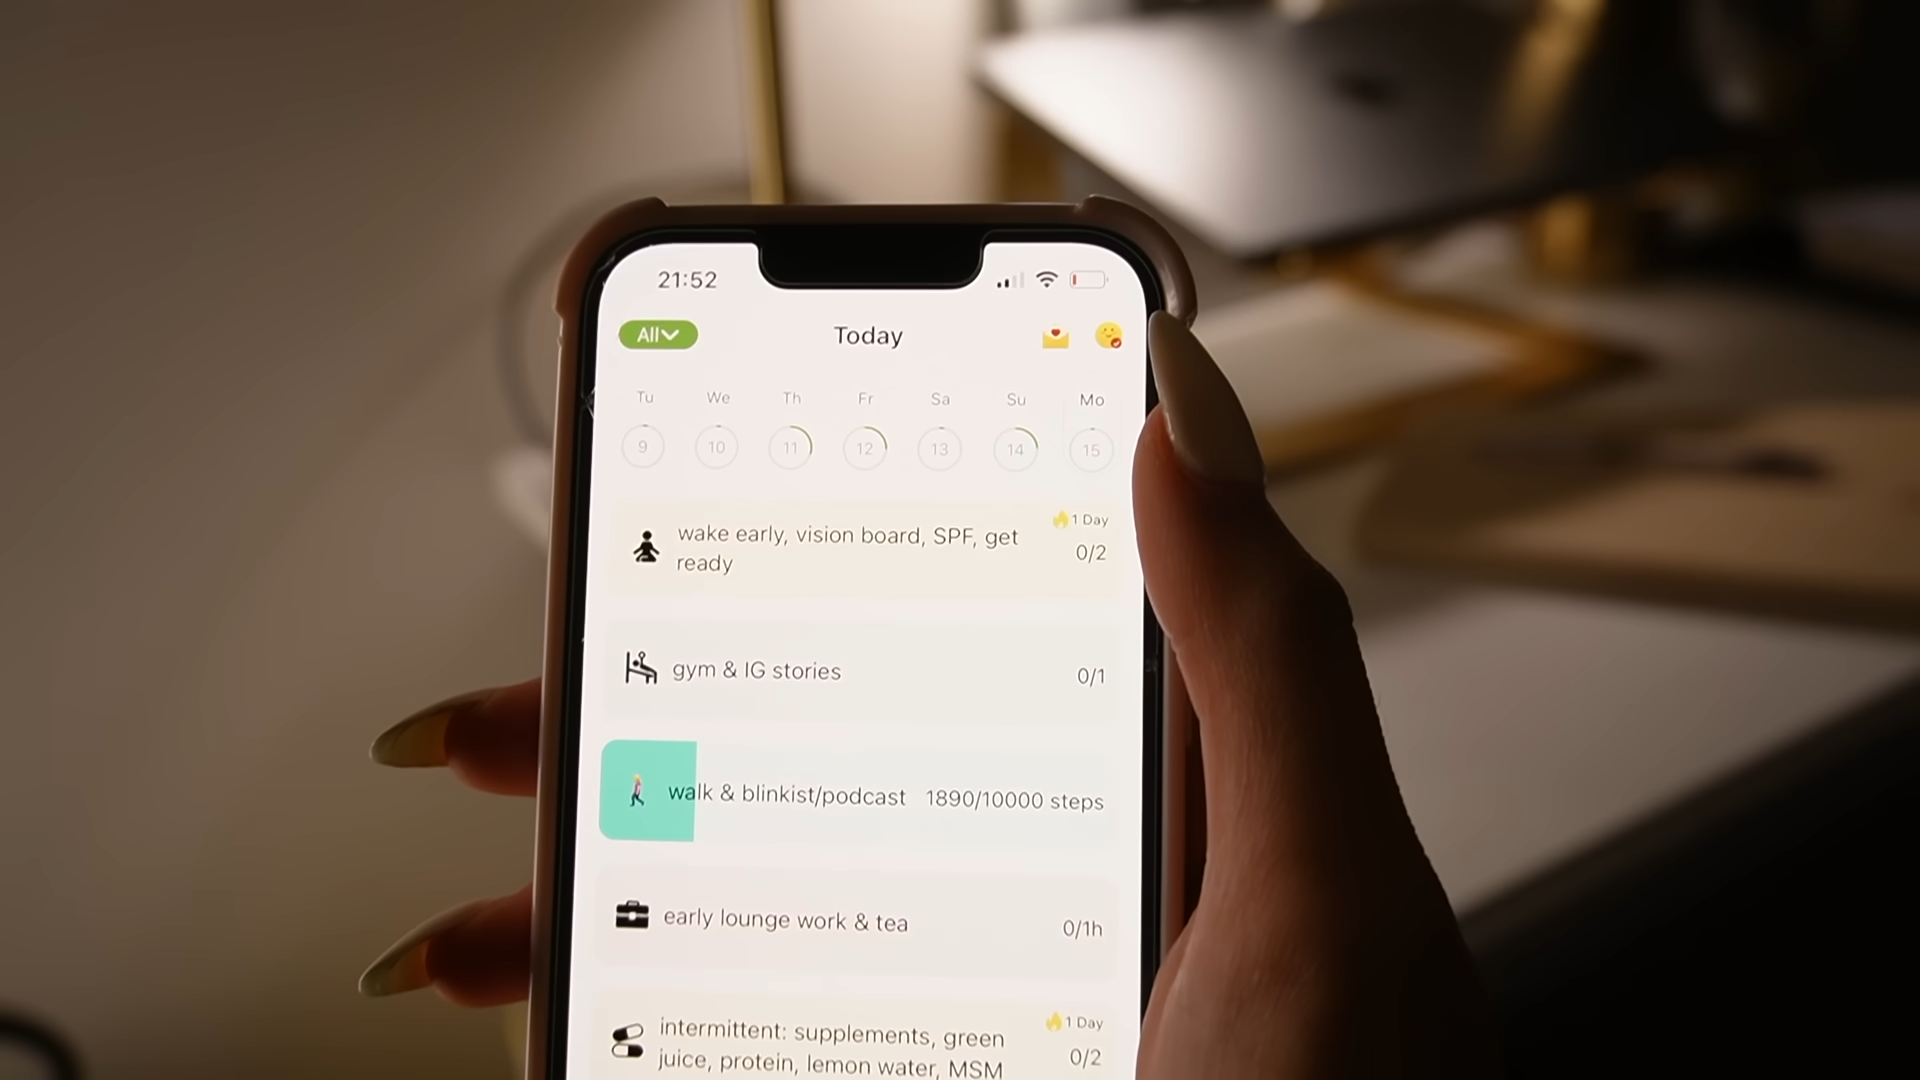 21:52
All
Today
Tu We Th Fr Sa Su Mo
9 10 11 12 13 14 15
wake early, vision board, SPF, get
ready
1 Day
0/2
gym & IG stories
0/1
walk & blinkist/podcast
1890/10000 steps
early lounge work & tea
0/1h
intermittent: supplements, green
juice, protein, lemon water, MSM
1 Day
0/2